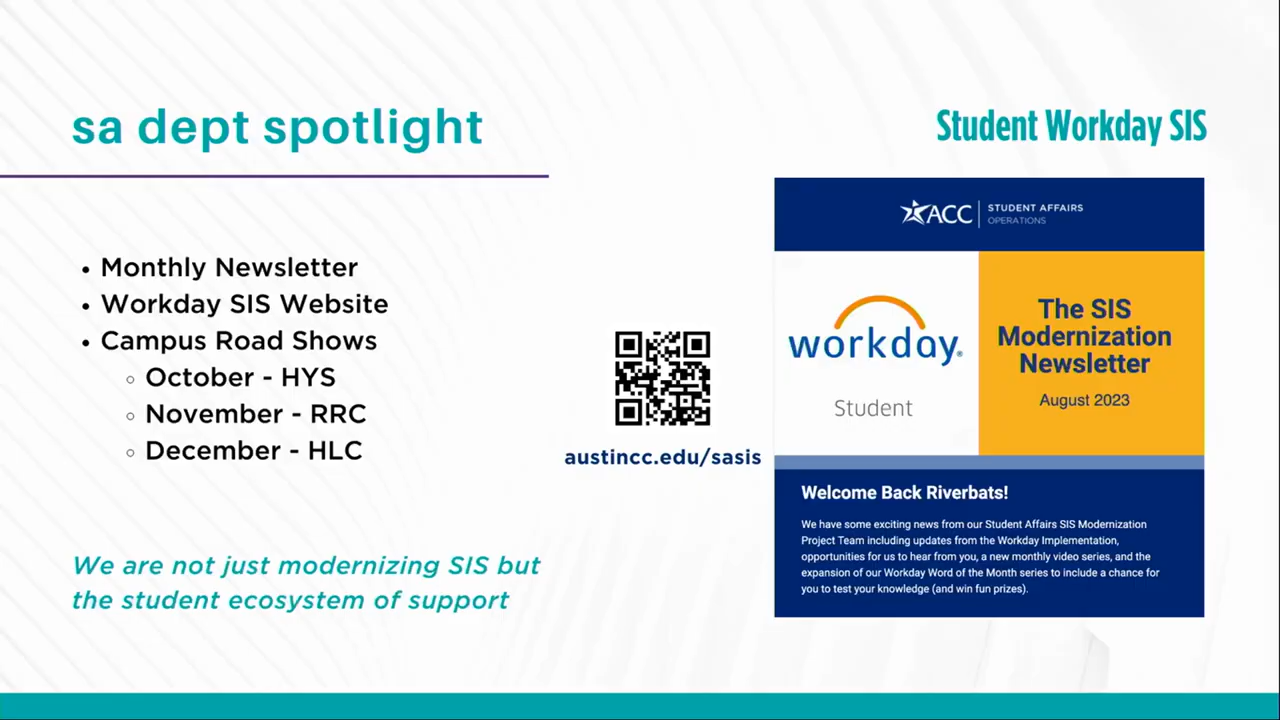 sa dept spotlight
Student Workday SIS
• Monthly Newsletter
• Workday SIS Website
• Campus Road Shows
○ October - HYS
○ November - RRC
○ December - HLC
We are not just modernizing SIS but
the student ecosystem of support
austincc.edu/sasis
ACC
STUDENT AFFAIRS
OPERATIONS
workday®
Student
The SIS
Modernization
Newsletter
August 2023
Welcome Back Riverbats!
We have some exciting news from our Student Affairs SIS Modernization
Project Team including updates from the Workday Implementation,
opportunities for us to hear from you, a new monthly video series, and the
expansion of our Workday Word of the Month series to include a chance for
you to test your knowledge (and win fun prizes).